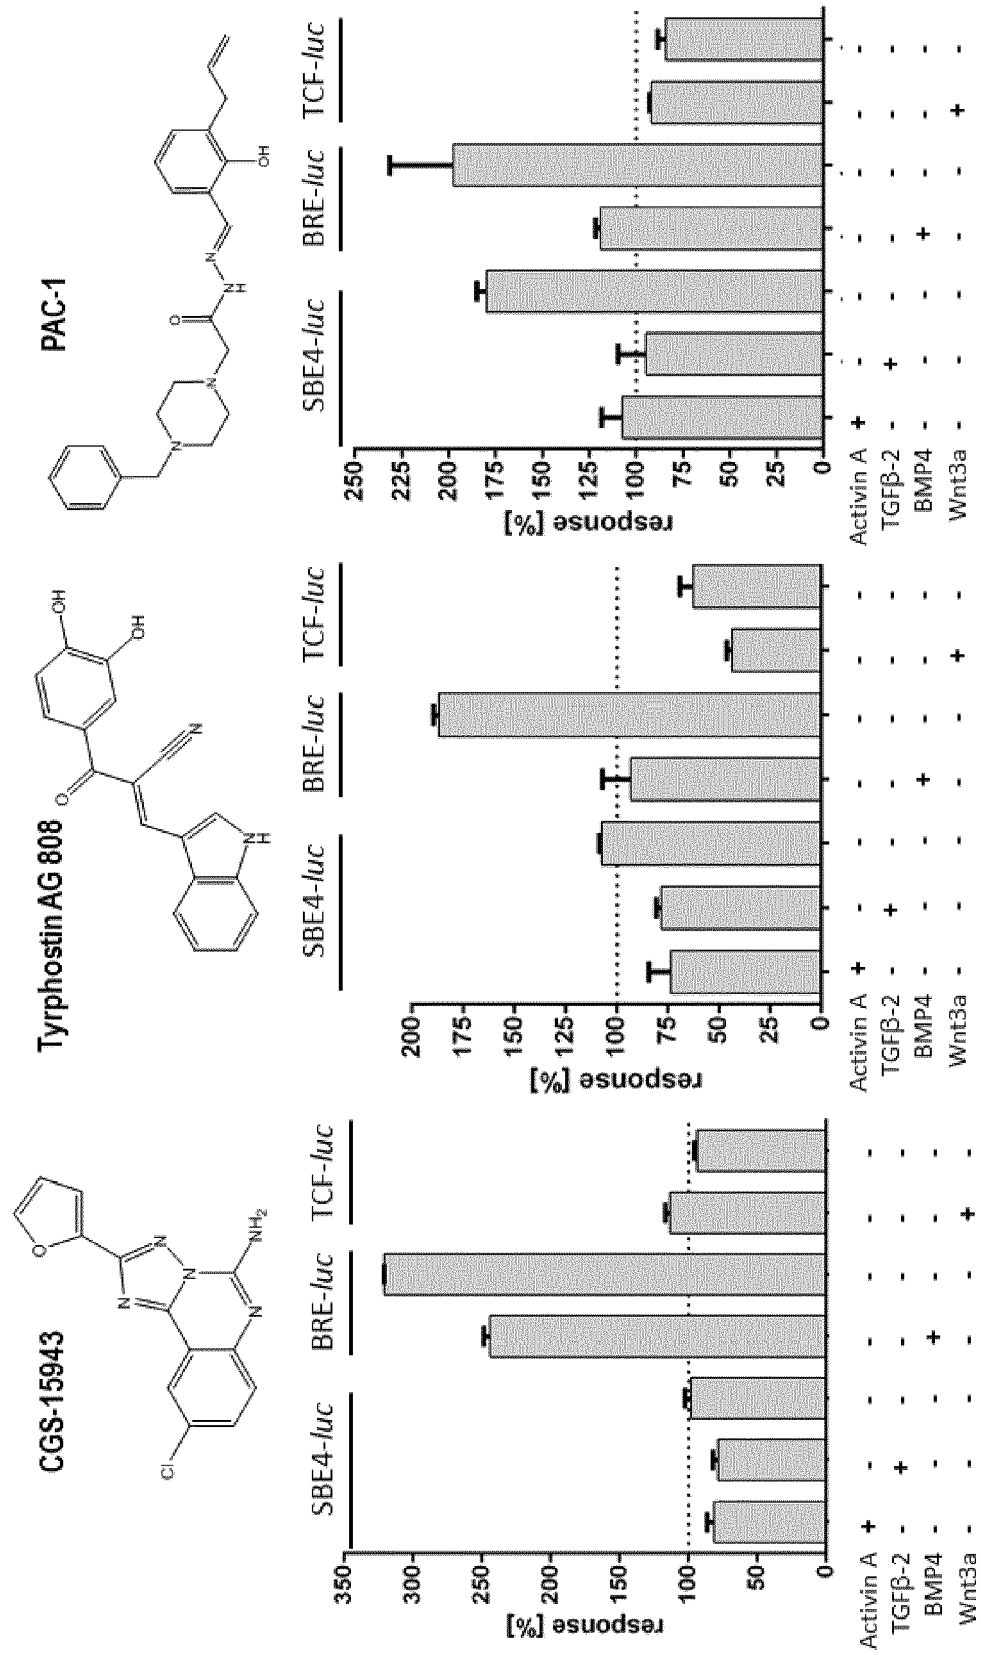 CGS-15943
Cl
N
N
N
N
O
NH2
SBE4-luc
BRE-luc
TCF-luc
response [%]
350
300
250
200
150
100
50
0
Activin A + - - - - - -
TGFβ-2 - + - - - - -
BMP4 - - - + - - -
Wnt3a - - - - - + -
Tyrphostin AG 808
NH
O
N
OH
OH
SBE4-luc
BRE-luc
TCF-luc
response [%]
200
175
150
125
100
75
50
25
0
Activin A + - - - - - -
TGFβ-2 - + - - - - -
BMP4 - - - + - - -
Wnt3a - - - - - + -
PAC-1
N
N
O
NH
N
OH
SBE4-luc
BRE-luc
TCF-luc
response [%]
250
225
200
175
150
125
100
75
50
25
0
Activin A + - - - - - -
TGFβ-2 - + - - - - -
BMP4 - - - + - - -
Wnt3a - - - - - + -